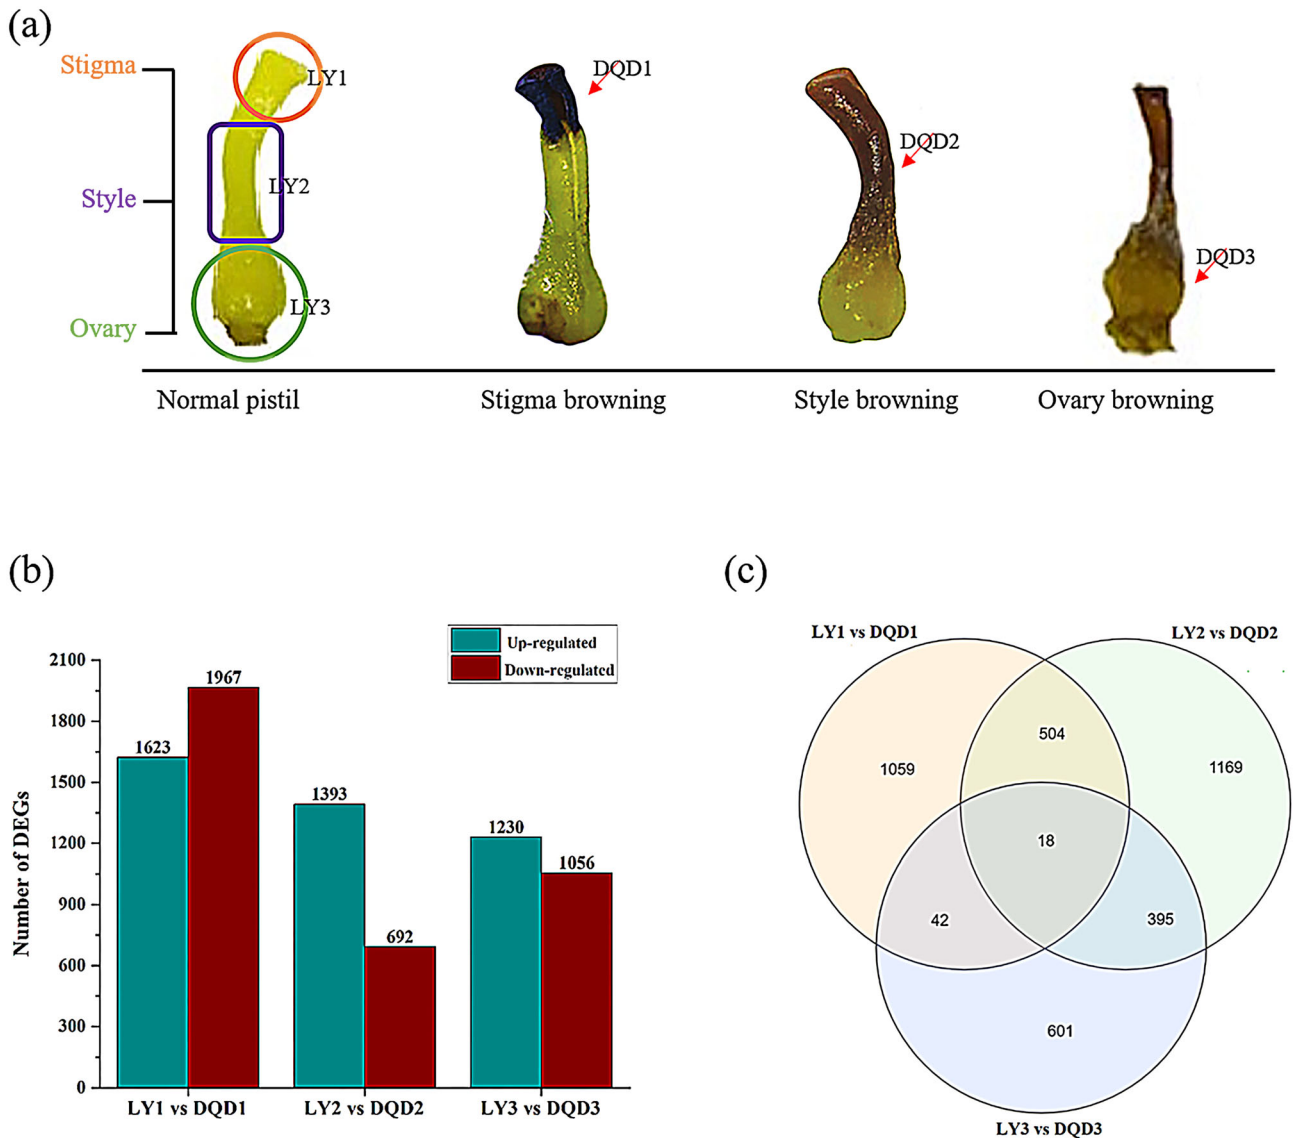 (a)
Stigma
Style
Ovary
LY1
LY2
LY3
DQD1
DQD2
DQD3
Normal pistil
Stigma browning
Style browning
Ovary browning
(b)
Up-regulated
Down-regulated
Number of DEGs
2100
1800
1500
1200
900
600
300
0
1623
1967
1393
692
1230
1056
LY1 vs DQD1
LY2 vs DQD2
LY3 vs DQD3
(c)
LY1 vs DQD1
LY2 vs DQD2
504
1059
1169
18
42
395
601
LY3 vs DQD3